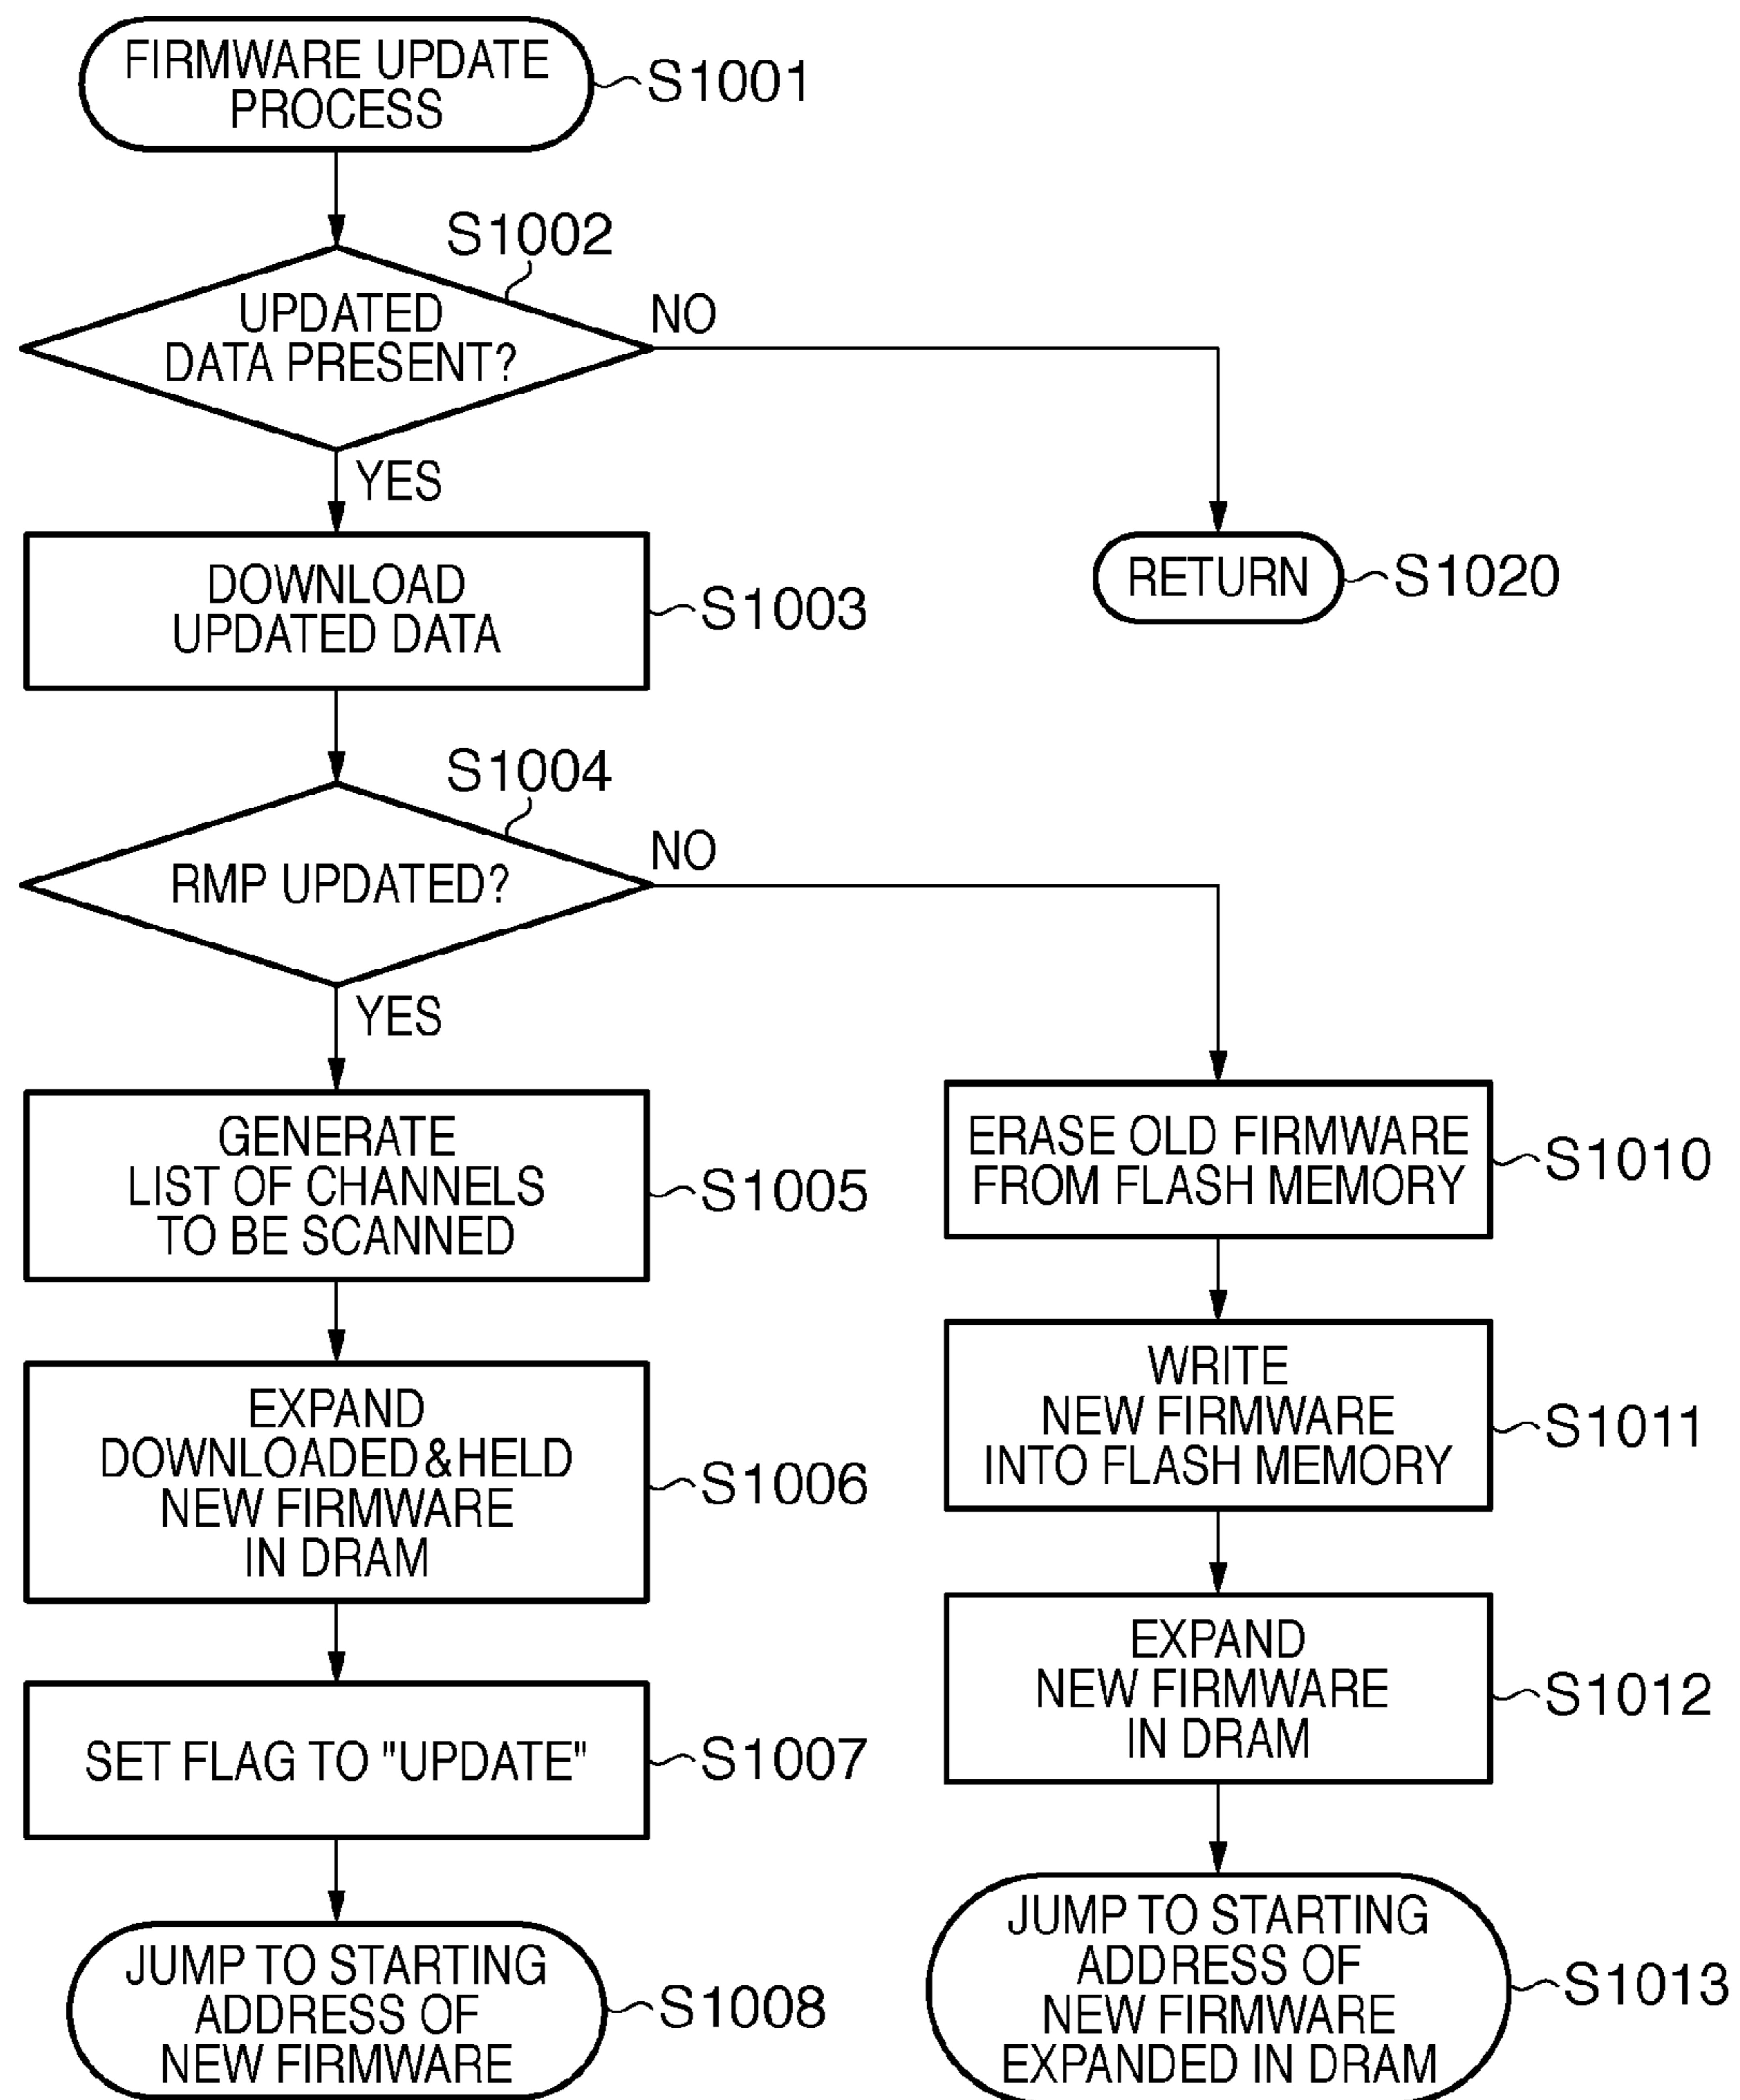 FIRMWARE UPDATE
PROCESS
S1001
S1002
UPDATED
DATA PRESENT?
NO
YES
DOWNLOAD
UPDATED DATA
S1003
RETURN
S1020
S1004
RMP UPDATED?
NO
YES
GENERATE
LIST OF CHANNELS
TO BE SCANNED
S1005
EXPAND
DOWNLOADED&HELD
NEW FIRMWARE
IN DRAM
S1006
SET FLAG TO "UPDATE"
S1007
JUMP TO STARTING
ADDRESS OF
NEW FIRMWARE
S1008
ERASE OLD FIRMWARE
FROM FLASH MEMORY
S1010
WRITE
NEW FIRMWARE
INTO FLASH MEMORY
S1011
EXPAND
NEW FIRMWARE
IN DRAM
S1012
JUMP TO STARTING
ADDRESS OF
NEW FIRMWARE
EXPANDED IN DRAM
S1013